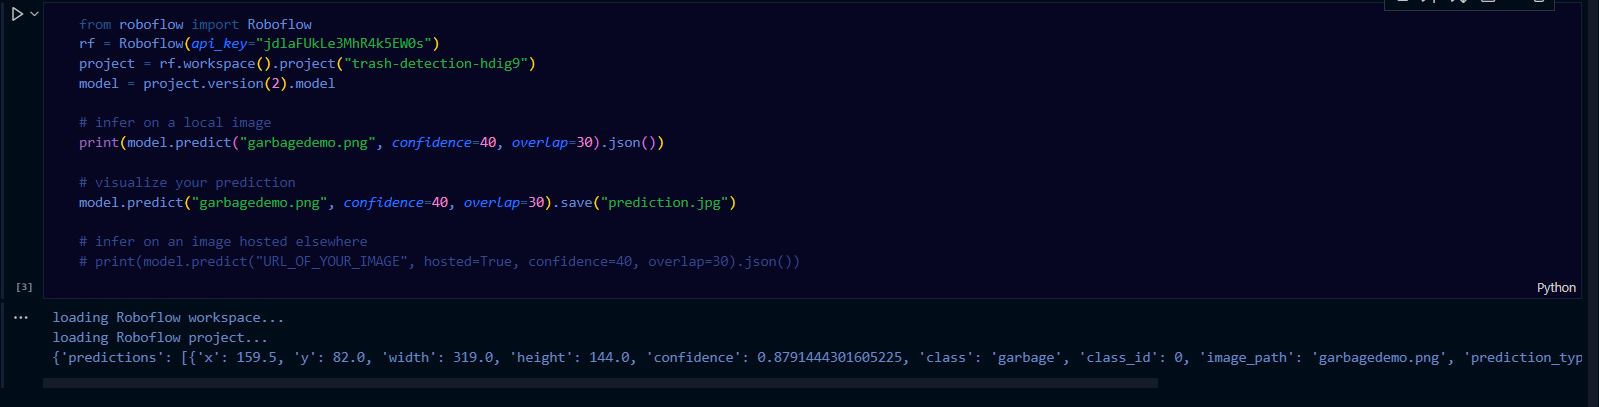 from roboflow import Roboflow
rf = Roboflow(api_key="jdlaFUkLe3MhR4k5EW0s")
project = rf.workspace().project("trash-detection-hdig9")
model = project.version(2).model
# infer on a local image
print(model.predict("garbagedemo.png", confidence=40, overlap=30).json())
# visualize your prediction
model.predict("garbagedemo.png", confidence=40, overlap=30).save("prediction.jpg")
# infer on an image hosted elsewhere
# print(model.predict("URL_OF_YOUR_IMAGE", hosted=True, confidence=40, overlap=30).json())
[3]
Python
loading Roboflow workspace...
loading Roboflow project...
{'predictions': [{'x': 159.5, 'y': 82.0, 'width': 319.0, 'height': 144.0, 'confidence': 0.8791444301605225, 'class': 'garbage', 'class_id': 0, 'image_path': 'garbagedemo.png', 'prediction_typ